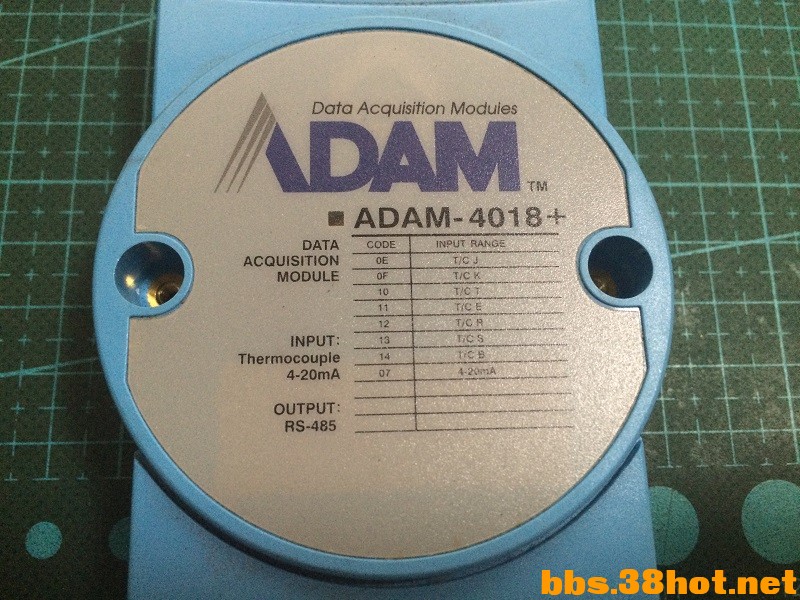 Data Acquisition Modules
ADAM
TM
ADAM-4018+
DATA
ACQUISITION
MODULE
CODE INPUT RANGE
0E T/C J
0F T/C K
10 T/C T
11 T/C E
12 T/C R
13 T/C S
14 T/C B
07 4-20mA
INPUT:
Thermocouple
4-20mA
OUTPUT:
RS-485
bbs.38hot.net